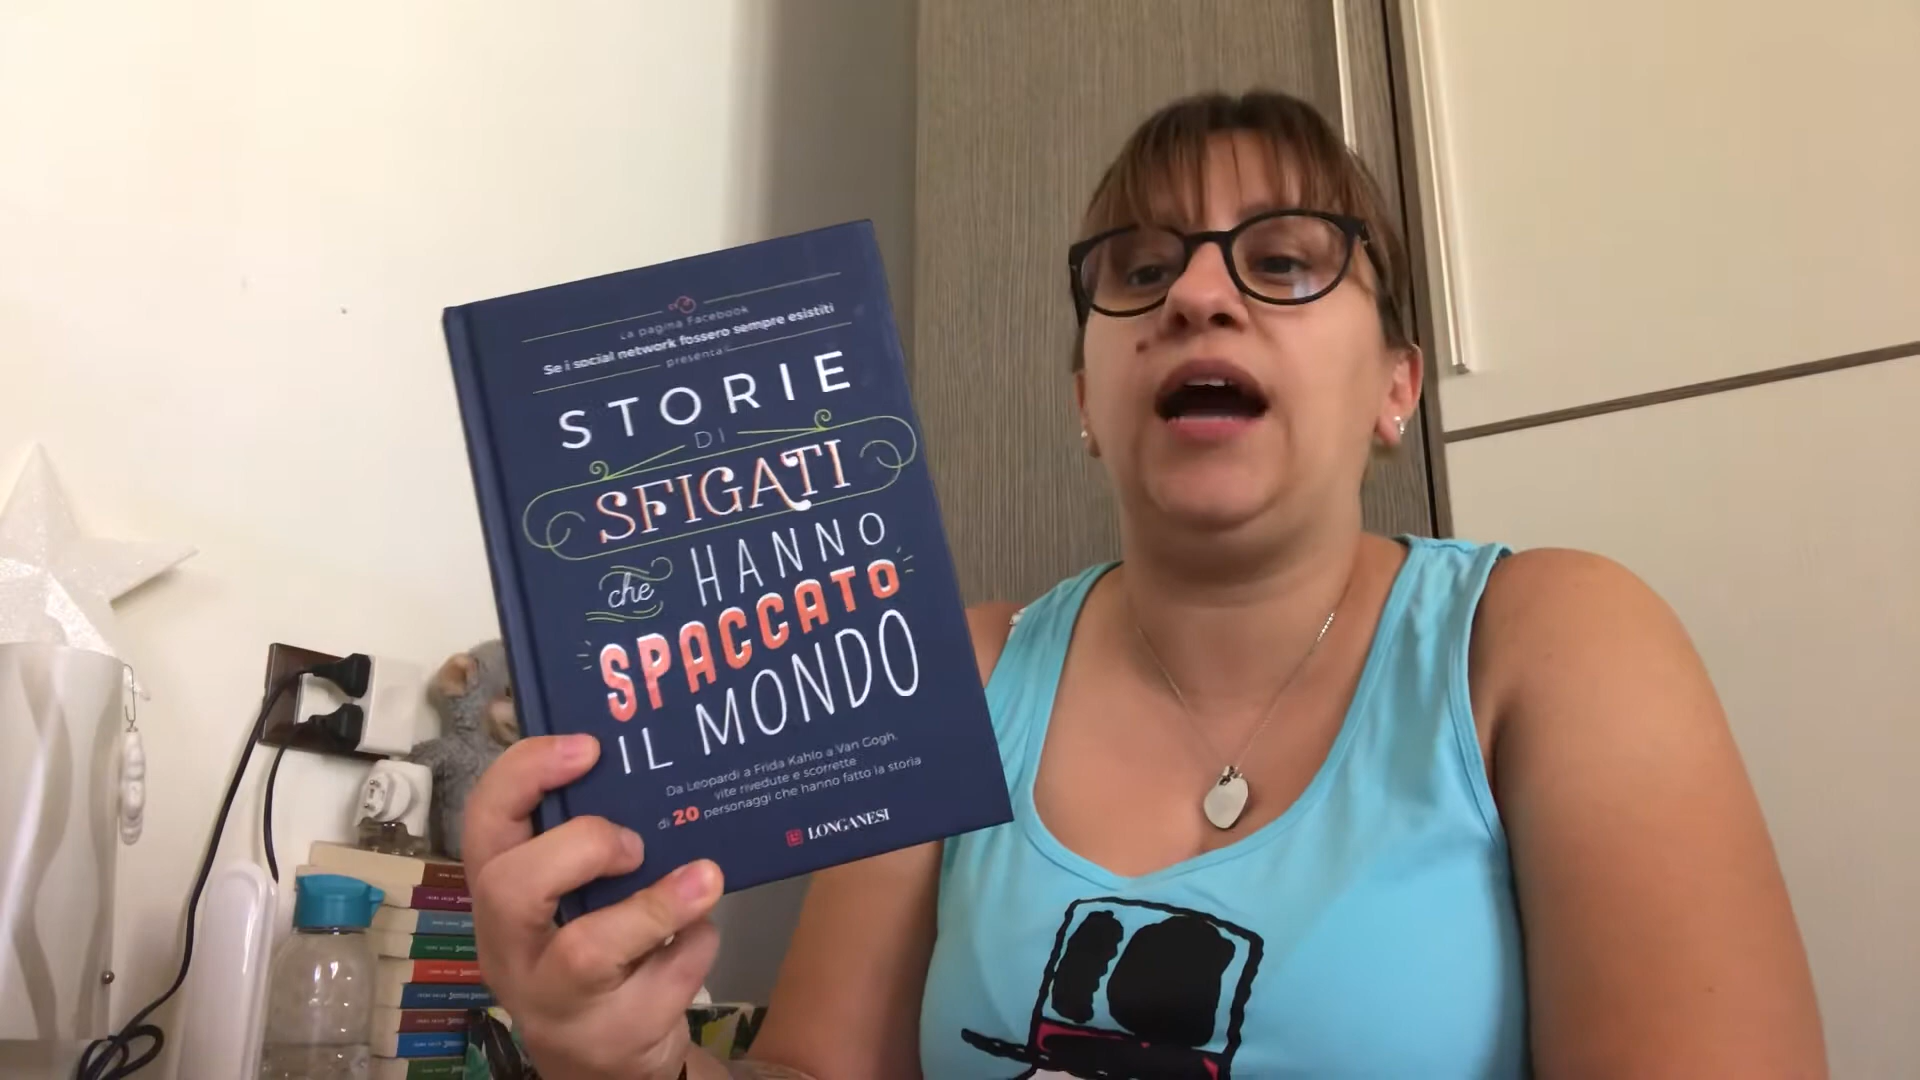 La pagina Facebook
Se i social network fossero sempre esistiti
presenta:
STORIE
DI
SFIGATI
che HANNO
SPACCATO
IL MONDO
Da Leopardi a Frida Kahlo a Van Gogh,
vite rivedute e scorrette
di 20 personaggi che hanno fatto la storia
LONGANESI